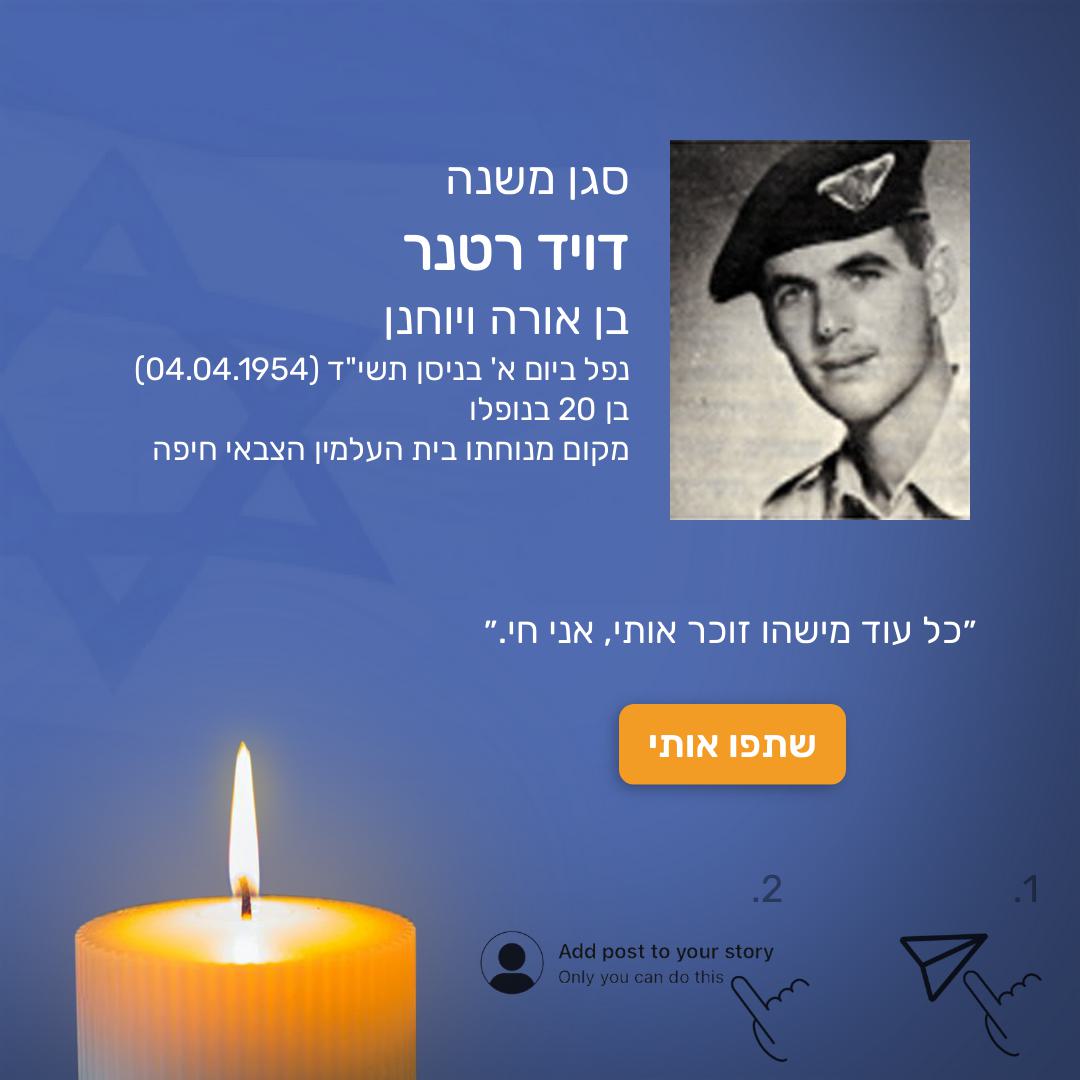 סגן משנה
דויד רטנר
בן אורה ויוחנן
נפל ביום א' בניסן תשי"ד (04.04.1954)
בן 20 בנופלו
מקום מנוחתו בית העלמין הצבאי חיפה
״כל עוד מישהו זוכר אותי, אני חי.״
שתפו אותי
1.
2.
Add post to your story
Only you can do this